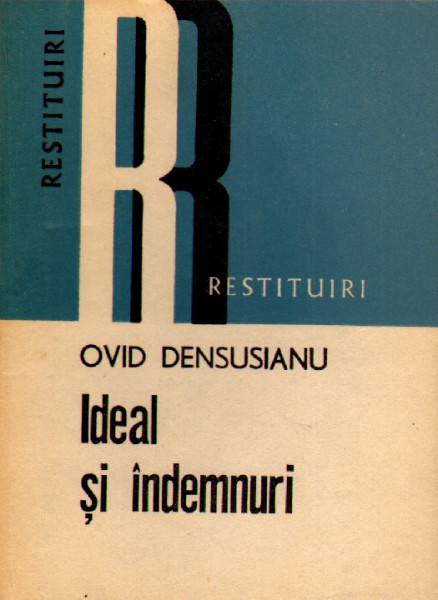 RESTITUIRI
R
RESTITUIRI
OVID DENSUSIANU
Ideal
și îndemnuri